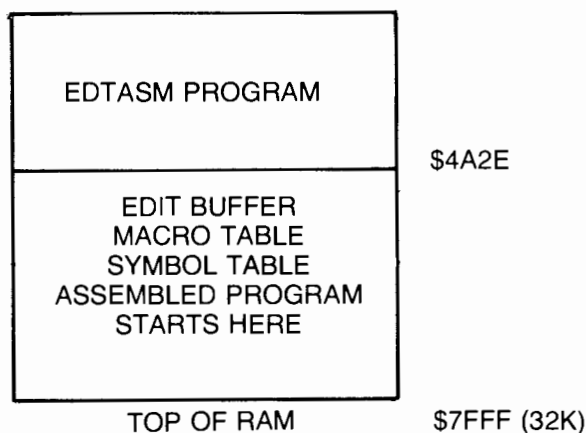 EDTASM PROGRAM
$4A2E
EDIT BUFFER
MACRO TABLE
SYMBOL TABLE
ASSEMBLED PROGRAM
STARTS HERE
TOP OF RAM $7FFF (32K)